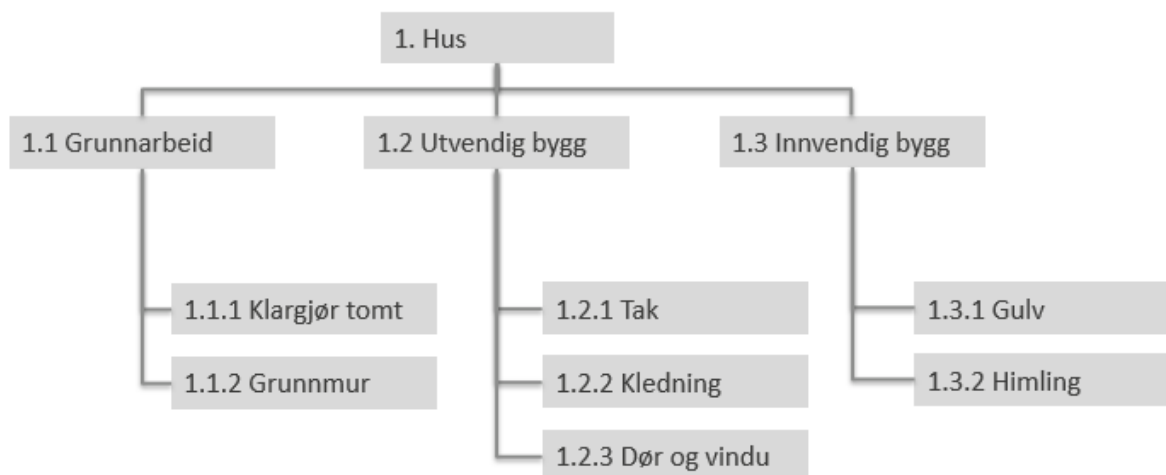 1. Hus
1.1 Grunnarbeid
1.2 Utvendig bygg
1.3 Innvendig bygg
1.1.1 Klargjør tomt
1.1.2 Grunnmur
1.2.1 Tak
1.2.2 Kledning
1.2.3 Dør og vindu
1.3.1 Gulv
1.3.2 Himling